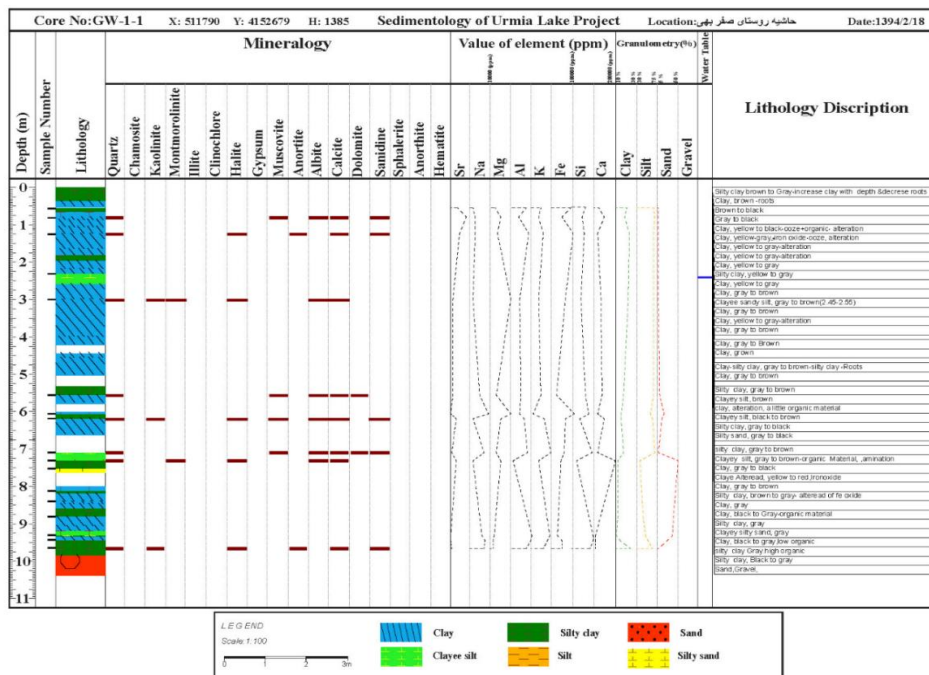 Core No:GW-1-1 X: 511790 Y: 4152679 H: 1385 Sedimentology of Urmia Lake Project Location:حاشیه روستای صفر بهی Date:1394/2/18
Mineralogy Value of element (ppm) Granulometry(%) Water Table
Lithology Discription
Depth (m) Sample Number Lithology Quartz Chamosite Kaolinite Montmorolinite Illite Clinochlore Halite Gypsum Muscovite Anortite Albite Calcite Dolomite Sanidine Sphalerite Anorthite Hematite Sr Na Mg Al K Fe Si Ca Clay Silt Sand Gravel
0
1
2
3
4
5
6
7
8
9
10
11
Silty clay brown to Gray-increase clay with depth &decrese roots
Clay, brown -roots
Brown to black
Gray to black
Clay, yellow to black-ooze+organic- alteration
Clay, yellow-gray,iron oxide-ooze, alteration
Clay, yellow to gray-alteration
Clay, yellow to gray-alteration
Clay, yellow to gray
Silty clay, yellow to gray
Clay, yellow to gray
Clay, gray to brown
Clayee sandy silt, gray to brown(2.45-2.55)
Clay, gray to brown
Clay, yellow to gray-alteration
Clay, gray to brown
Clay, gray to Brown
Clay, grown
Clay-silty clay, gray to brown-silty clay -Roots
Clay, gray to brown
Silty clay, gray to brown
Clayey silt, brown
clay, alteration, a little organic material
Clayey silt, black to brown
Silty clay, gray to black
Silty sand, gray to black
silty clay, gray to brown
Clayey silt, gray to brown-organic Material, ,amination
Clay, gray to black
Claye Alteread, yellow to red,Ironoxide
Clay, gray to brown
Silty clay, brown to gray- alteread of fe oxide
Clay, gray
Clay, black to Gray-organic material
Silty clay, gray
Clayey silty sand, gray
Clay, black to gray,low organic
silty clay Gray high organic
Silty clay, Black to gray
Sand,Gravel,
LEGEND
Scale 1:100
0 1 2 3m
Clay Silty clay Sand
Clayee silt Silt Silty sand